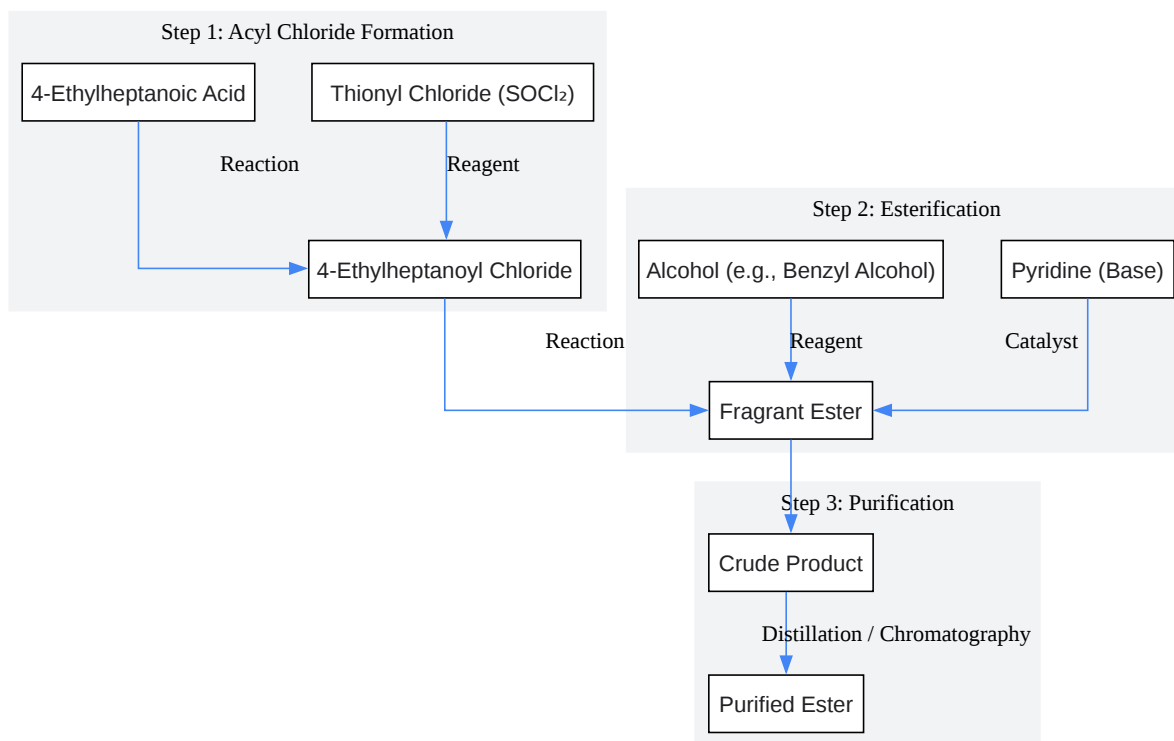 Step 1: Acyl Chloride Formation
4-Ethylheptanoic Acid
Thionyl Chloride (SOCl₂)
Reaction
Reagent
4-Ethylheptanoyl Chloride
Step 2: Esterification
Alcohol (e.g., Benzyl Alcohol)
Pyridine (Base)
Reaction
Reagent
Catalyst
Fragrant Ester
Step 3: Purification
Crude Product
Distillation / Chromatography
Purified Ester